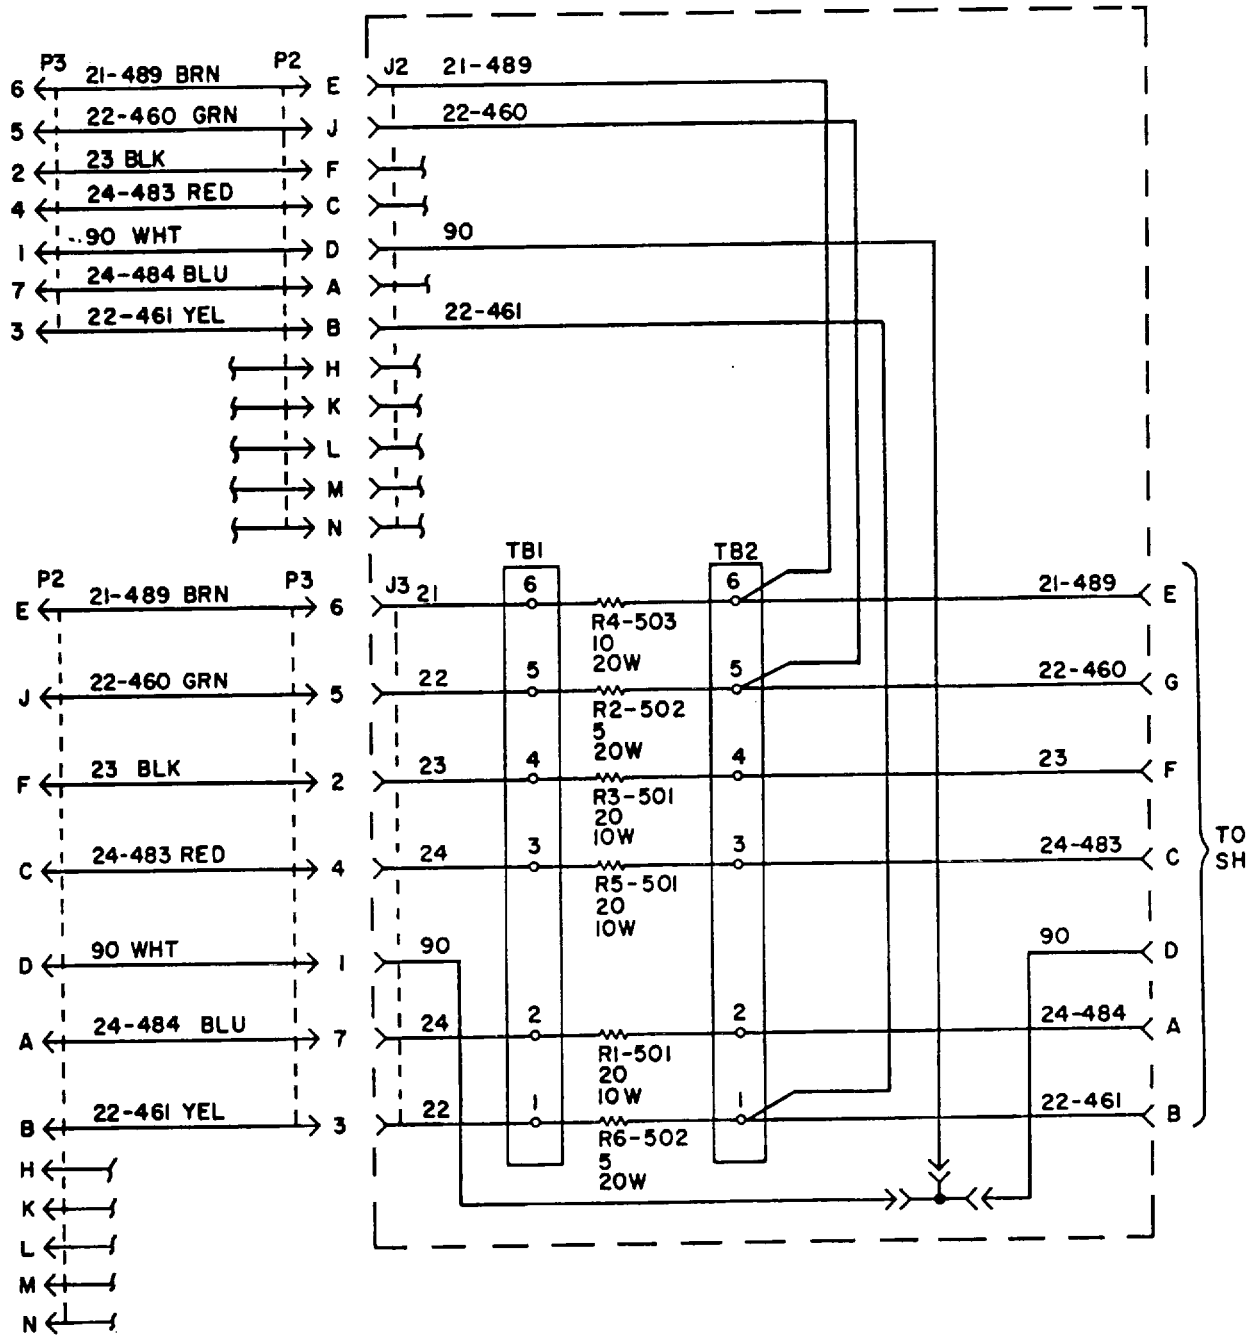 P3 P2 J2
6 21-489 BRN E 21-489
5 22-460 GRN J 22-460
2 23 BLK F
4 24-483 RED C
1 90 WHT D 90
7 24-484 BLU A
3 22-461 YEL B 22-461
H
K
L
M
N
TB1 TB2
P2 P3 J3
E 21-489 BRN 6 21 6 6 21-489 E
R4-503
10
20W
J 22-460 GRN 5 22 5 5 22-460 G
R2-502
5
20W
F 23 BLK 2 23 4 4 23 F
R3-501
20
10W
C 24-483 RED 4 24 3 3 24-483 C
R5-501
20
10W
TO
SH
D 90 WHT 1 90 90 D
A 24-484 BLU 7 24 2 2 24-484 A
R1-501
20
10W
B 22-461 YEL 3 22 1 1 22-461 B
R6-502
5
20W
H
K
L
M
N